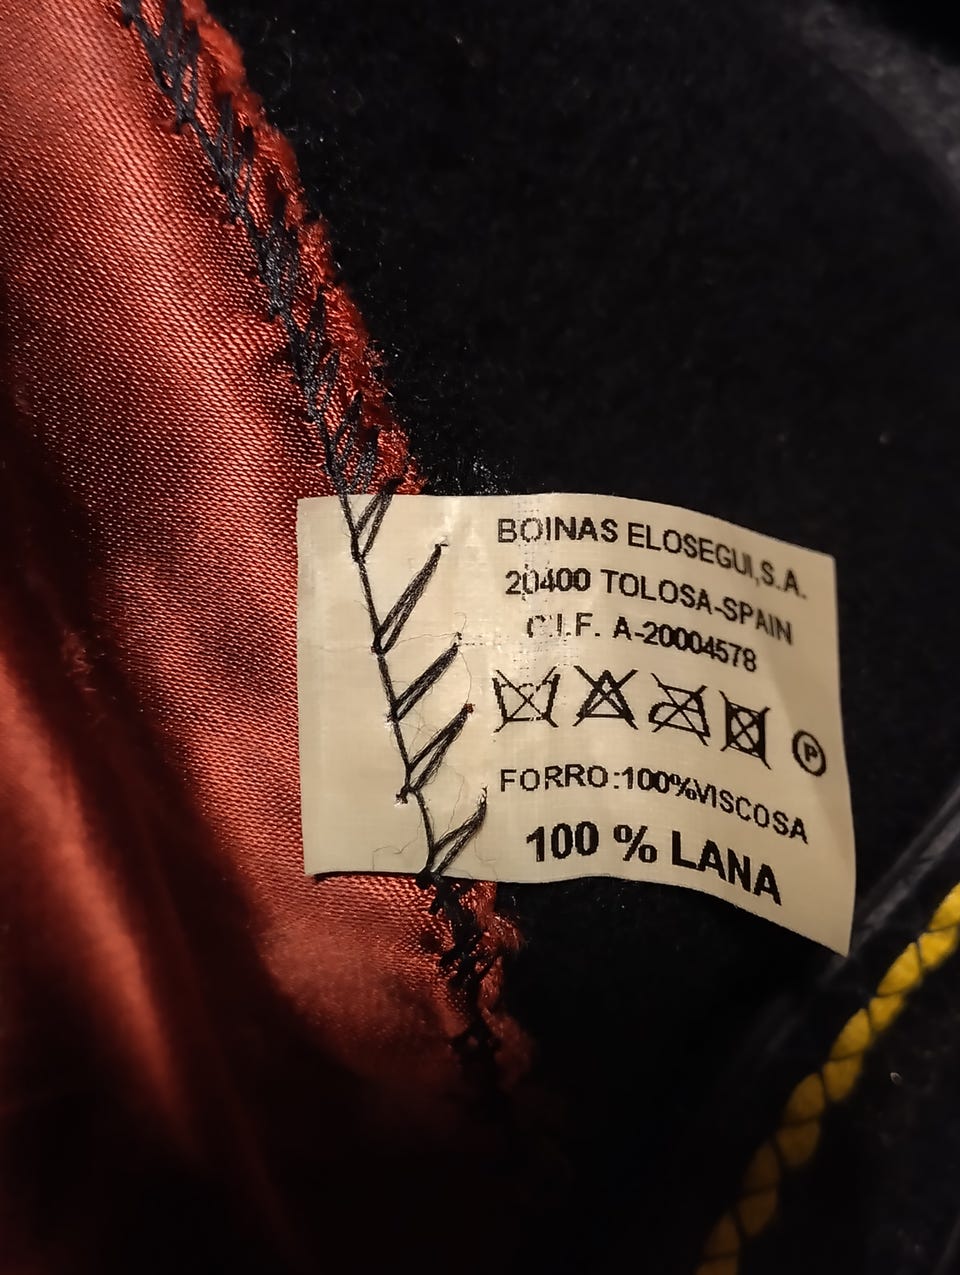 BOINAS ELOSEGUI,S.A.
20400 TOLOSA-SPAIN
C.I.F. A-20004578
P
FORRO:100%VISCOSA
100 % LANA